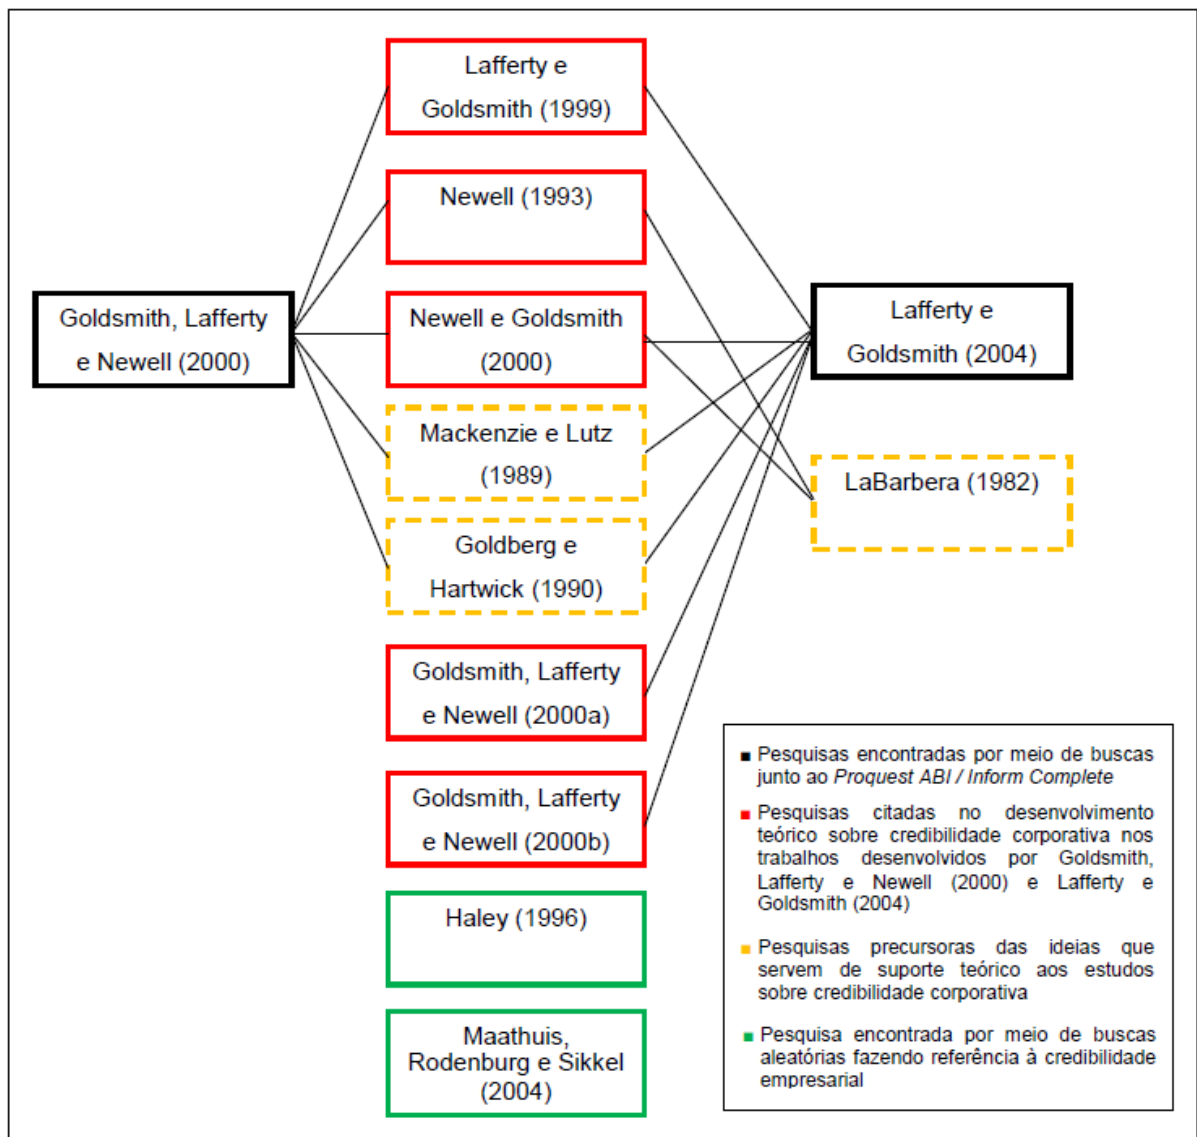 Lafferty e
Goldsmith (1999)
Newell (1993)
Goldsmith, Lafferty
e Newell (2000)
Newell e Goldsmith
(2000)
Lafferty e
Goldsmith (2004)
Mackenzie e Lutz
(1989)
LaBarbera (1982)
Goldberg e
Hartwick (1990)
Goldsmith, Lafferty
e Newell (2000a)
Goldsmith, Lafferty
e Newell (2000b)
Haley (1996)
Maathuis,
Rodenburg e Sikkel
(2004)
Pesquisas encontradas por meio de buscas
junto ao Proquest ABI / Inform Complete
Pesquisas citadas no desenvolvimento
teórico sobre credibilidade corporativa nos
trabalhos desenvolvidos por Goldsmith,
Lafferty e Newell (2000) e Lafferty e
Goldsmith (2004)
Pesquisas precursoras das ideias que
servem de suporte teórico aos estudos
sobre credibilidade corporativa
Pesquisa encontrada por meio de buscas
aleatórias fazendo referência à credibilidade
empresarial